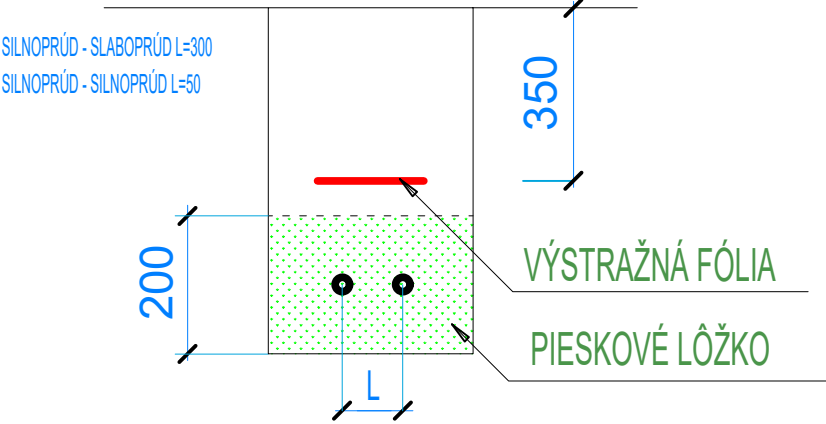 SILNOPRÚD - SLABOPRÚD L=300
SILNOPRÚD - SILNOPRÚD L=50
350
200
VÝSTRAŽNÁ FÓLIA
PIESKOVÉ LÔŽKO
L